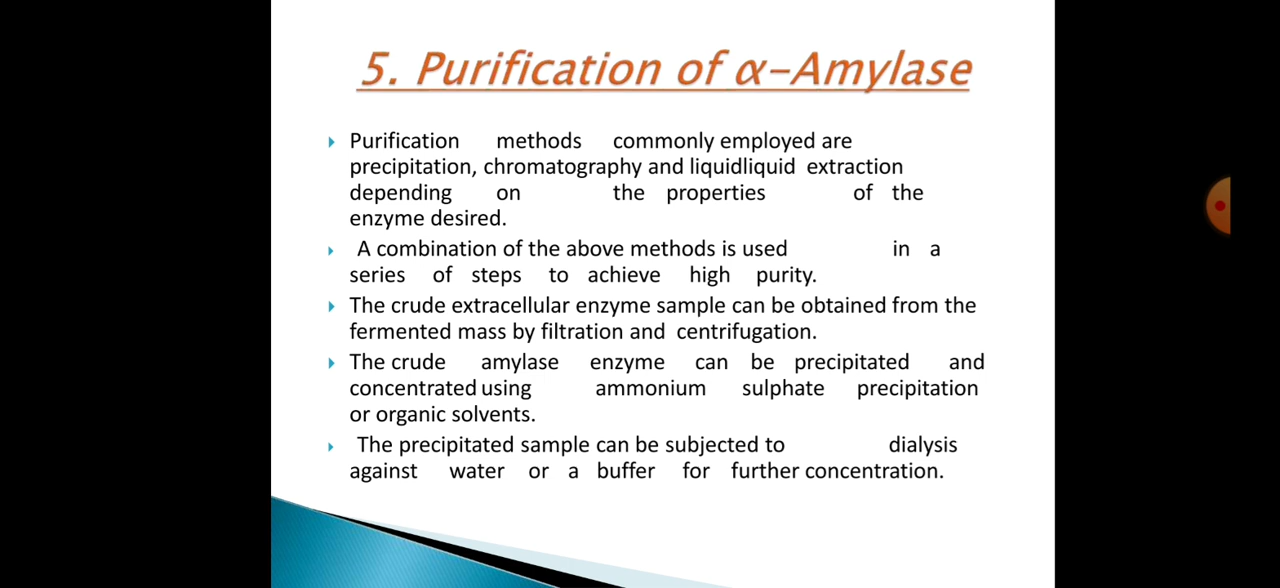 5. Purification of α-Amylase
Purification methods commonly employed are
precipitation, chromatography and liquidliquid extraction
depending on the properties of the
enzyme desired.
A combination of the above methods is used in a
series of steps to achieve high purity.
The crude extracellular enzyme sample can be obtained from the
fermented mass by filtration and centrifugation.
The crude amylase enzyme can be precipitated and
concentrated using ammonium sulphate precipitation
or organic solvents.
The precipitated sample can be subjected to dialysis
against water or a buffer for further concentration.